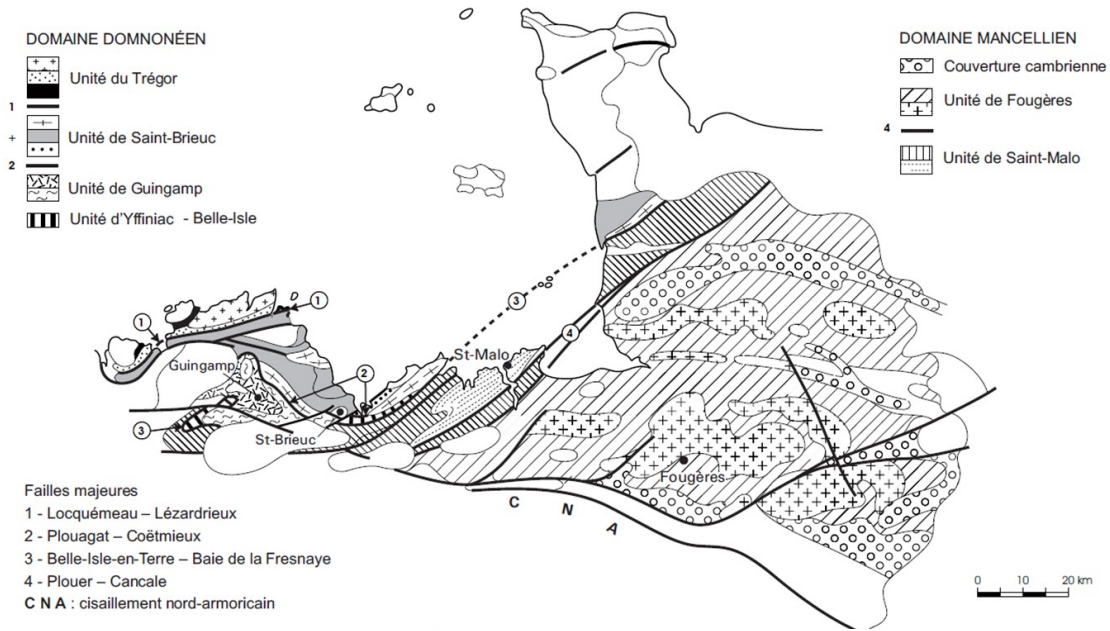 DOMAINE DOMNONÉEN
Unité du Trégor
1
+ Unité de Saint-Brieuc
2
Unité de Guingamp
Unité d'Yffiniac - Belle-Isle
DOMAINE MANCELLIEN
Couverture cambrienne
Unité de Fougères
4
Unité de Saint-Malo
1
1
3
4
St-Malo
Guingamp
2
3
St-Brieuc
Fougères
C N A
Failles majeures
1 - Locquémeau – Lézardrieux
2 - Plouagat – Coëtmieux
3 - Belle-Isle-en-Terre – Baie de la Fresnaye
4 - Plouer – Cancale
C N A : cisaillement nord-armoricain
0 10 20 km